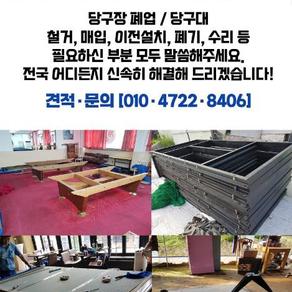 당구장 폐업 / 당구대
철거, 매입, 이전설치, 폐기, 수리 등
필요하신 부분 모두 말씀해주세요.
전국 어디든지 신속히 해결해 드리겠습니다!
견적·문의 [010·4722·8406]